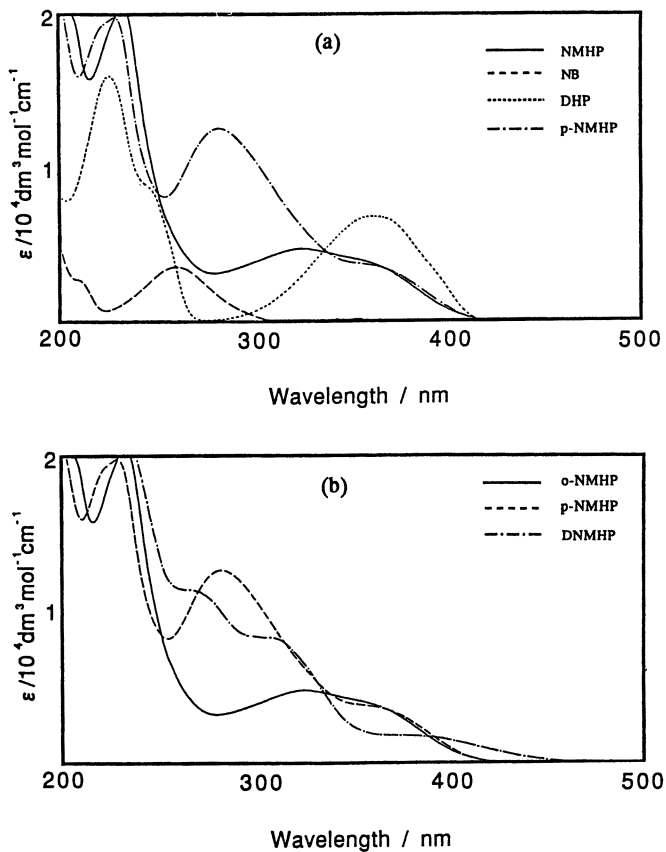 2
(a)
NMHP
NB
DHP
p-NMHP
1
ε/10⁴dm³mol⁻¹cm⁻¹
200
300
400
500
Wavelength / nm
2
(b)
o-NMHP
p-NMHP
DNMHP
1
ε/10⁴dm³mol⁻¹cm⁻¹
200
300
400
500
Wavelength / nm